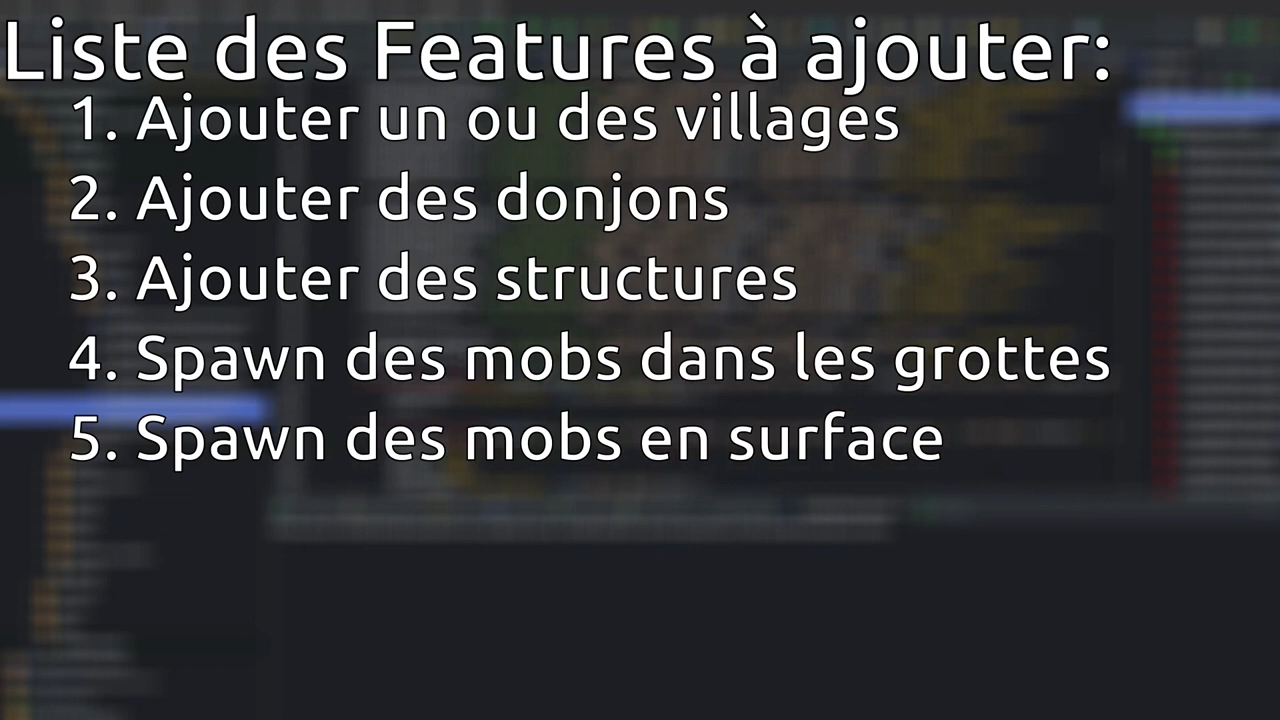 Liste des Features à ajouter:
1. Ajouter un ou des villages
2. Ajouter des donjons
3. Ajouter des structures
4. Spawn des mobs dans les grottes
5. Spawn des mobs en surface